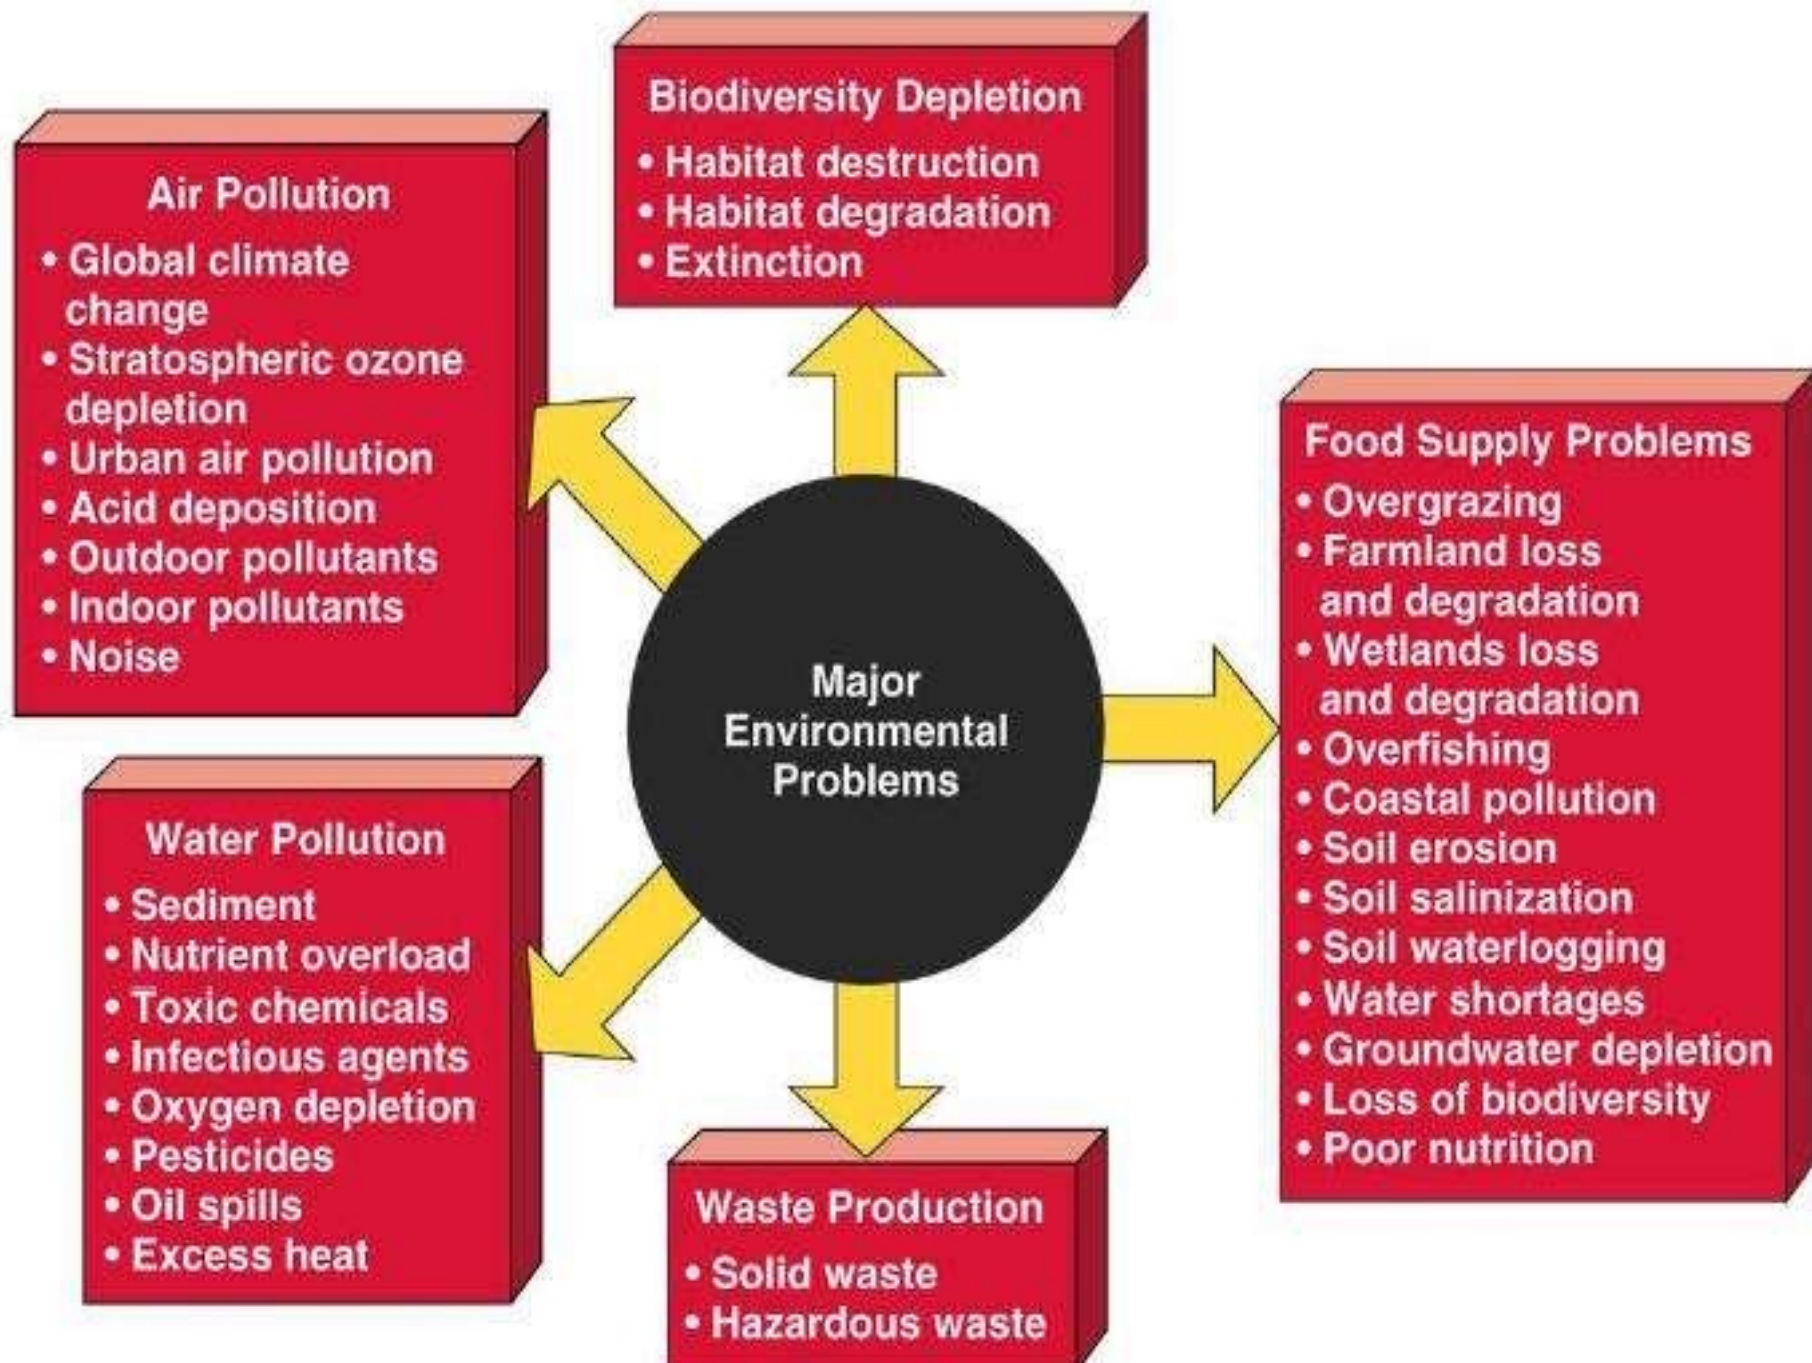 Biodiversity Depletion
• Habitat destruction
• Habitat degradation
• Extinction
Air Pollution
• Global climate
change
• Stratospheric ozone
depletion
• Urban air pollution
• Acid deposition
• Outdoor pollutants
• Indoor pollutants
• Noise
Major
Environmental
Problems
Food Supply Problems
• Overgrazing
• Farmland loss
and degradation
• Wetlands loss
and degradation
• Overfishing
• Coastal pollution
• Soil erosion
• Soil salinization
• Soil waterlogging
• Water shortages
• Groundwater depletion
• Loss of biodiversity
• Poor nutrition
Water Pollution
• Sediment
• Nutrient overload
• Toxic chemicals
• Infectious agents
• Oxygen depletion
• Pesticides
• Oil spills
• Excess heat
Waste Production
• Solid waste
• Hazardous waste